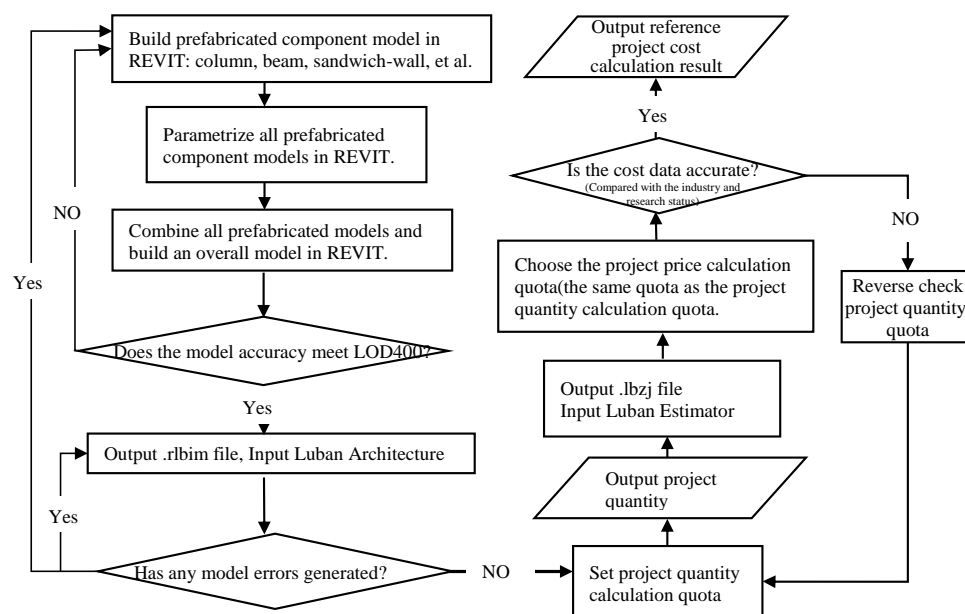 Build prefabricated component model in
REVIT: column, beam, sandwich-wall, et al.
Parametrize all prefabricated
component models in REVIT.
NO
Combine all prefabricated models and
build an overall model in REVIT.
Yes
Does the model accuracy meet LOD400?
Yes
Output .rlbim file, Input Luban Architecture
Yes
Has any model errors generated?
NO
Set project quantity
calculation quota
Output project
quantity
Output .lbzj file
Input Luban Estimator
Choose the project price calculation
quota(the same quota as the project
quantity calculation quota.
Is the cost data accurate?
(Compared with the industry and
research status)
NO
Reverse check
project quantity
quota
Yes
Output reference
project cost
calculation result